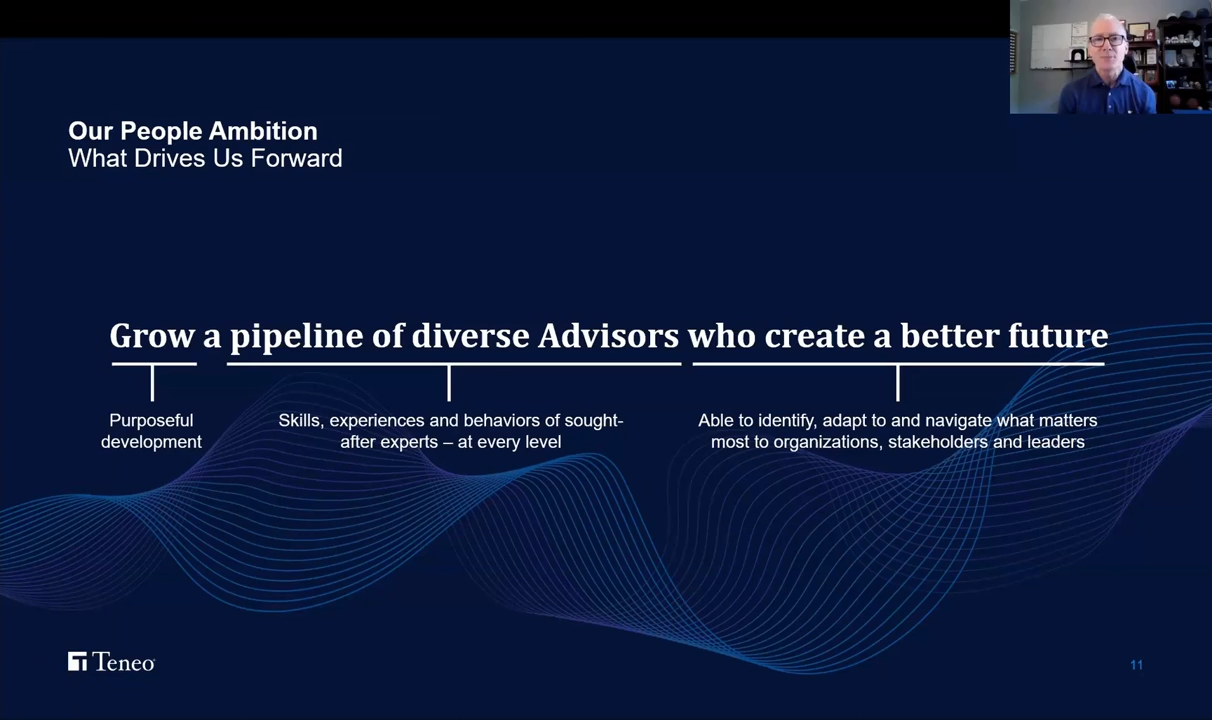 Our People Ambition
What Drives Us Forward
Grow a pipeline of diverse Advisors who create a better future
Purposeful
development
Skills, experiences and behaviors of sought-
after experts – at every level
Able to identify, adapt to and navigate what matters
most to organizations, stakeholders and leaders
Teneo
11